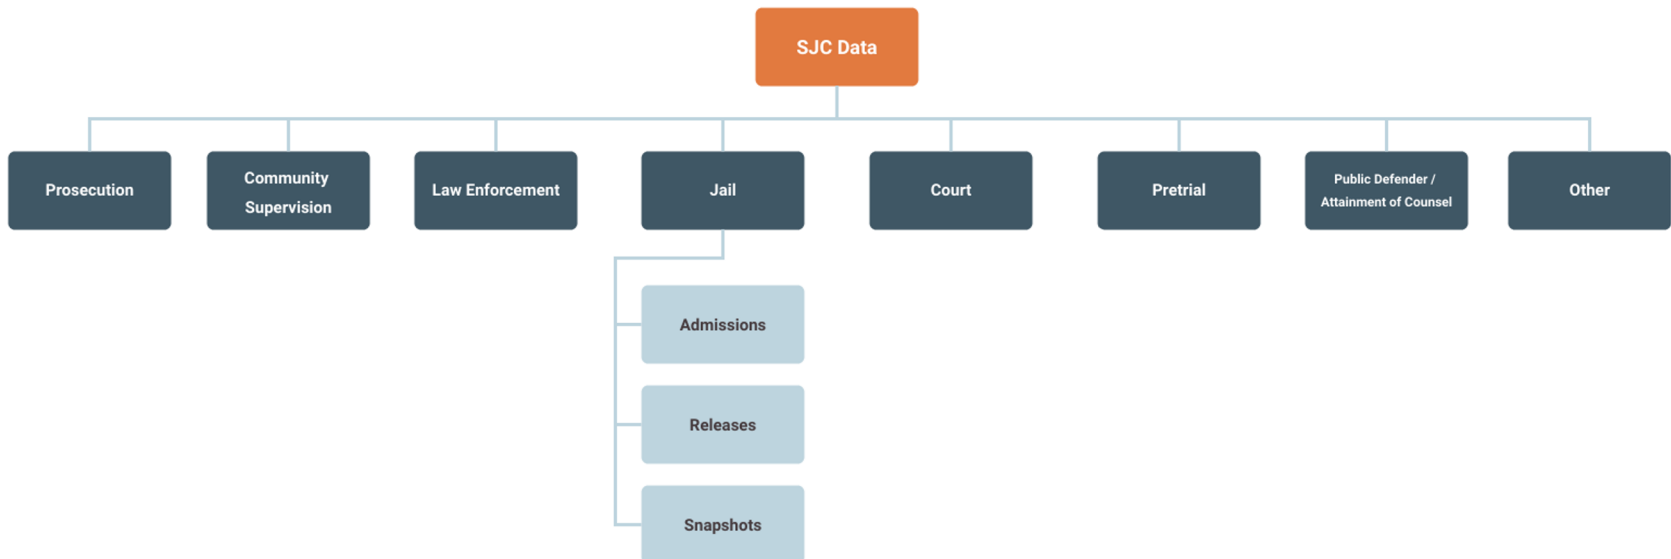 SJC Data
Prosecution
Community
Supervision
Law Enforcement
Jail
Court
Pretrial
Public Defender /
Attainment of Counsel
Other
Admissions
Releases
Snapshots